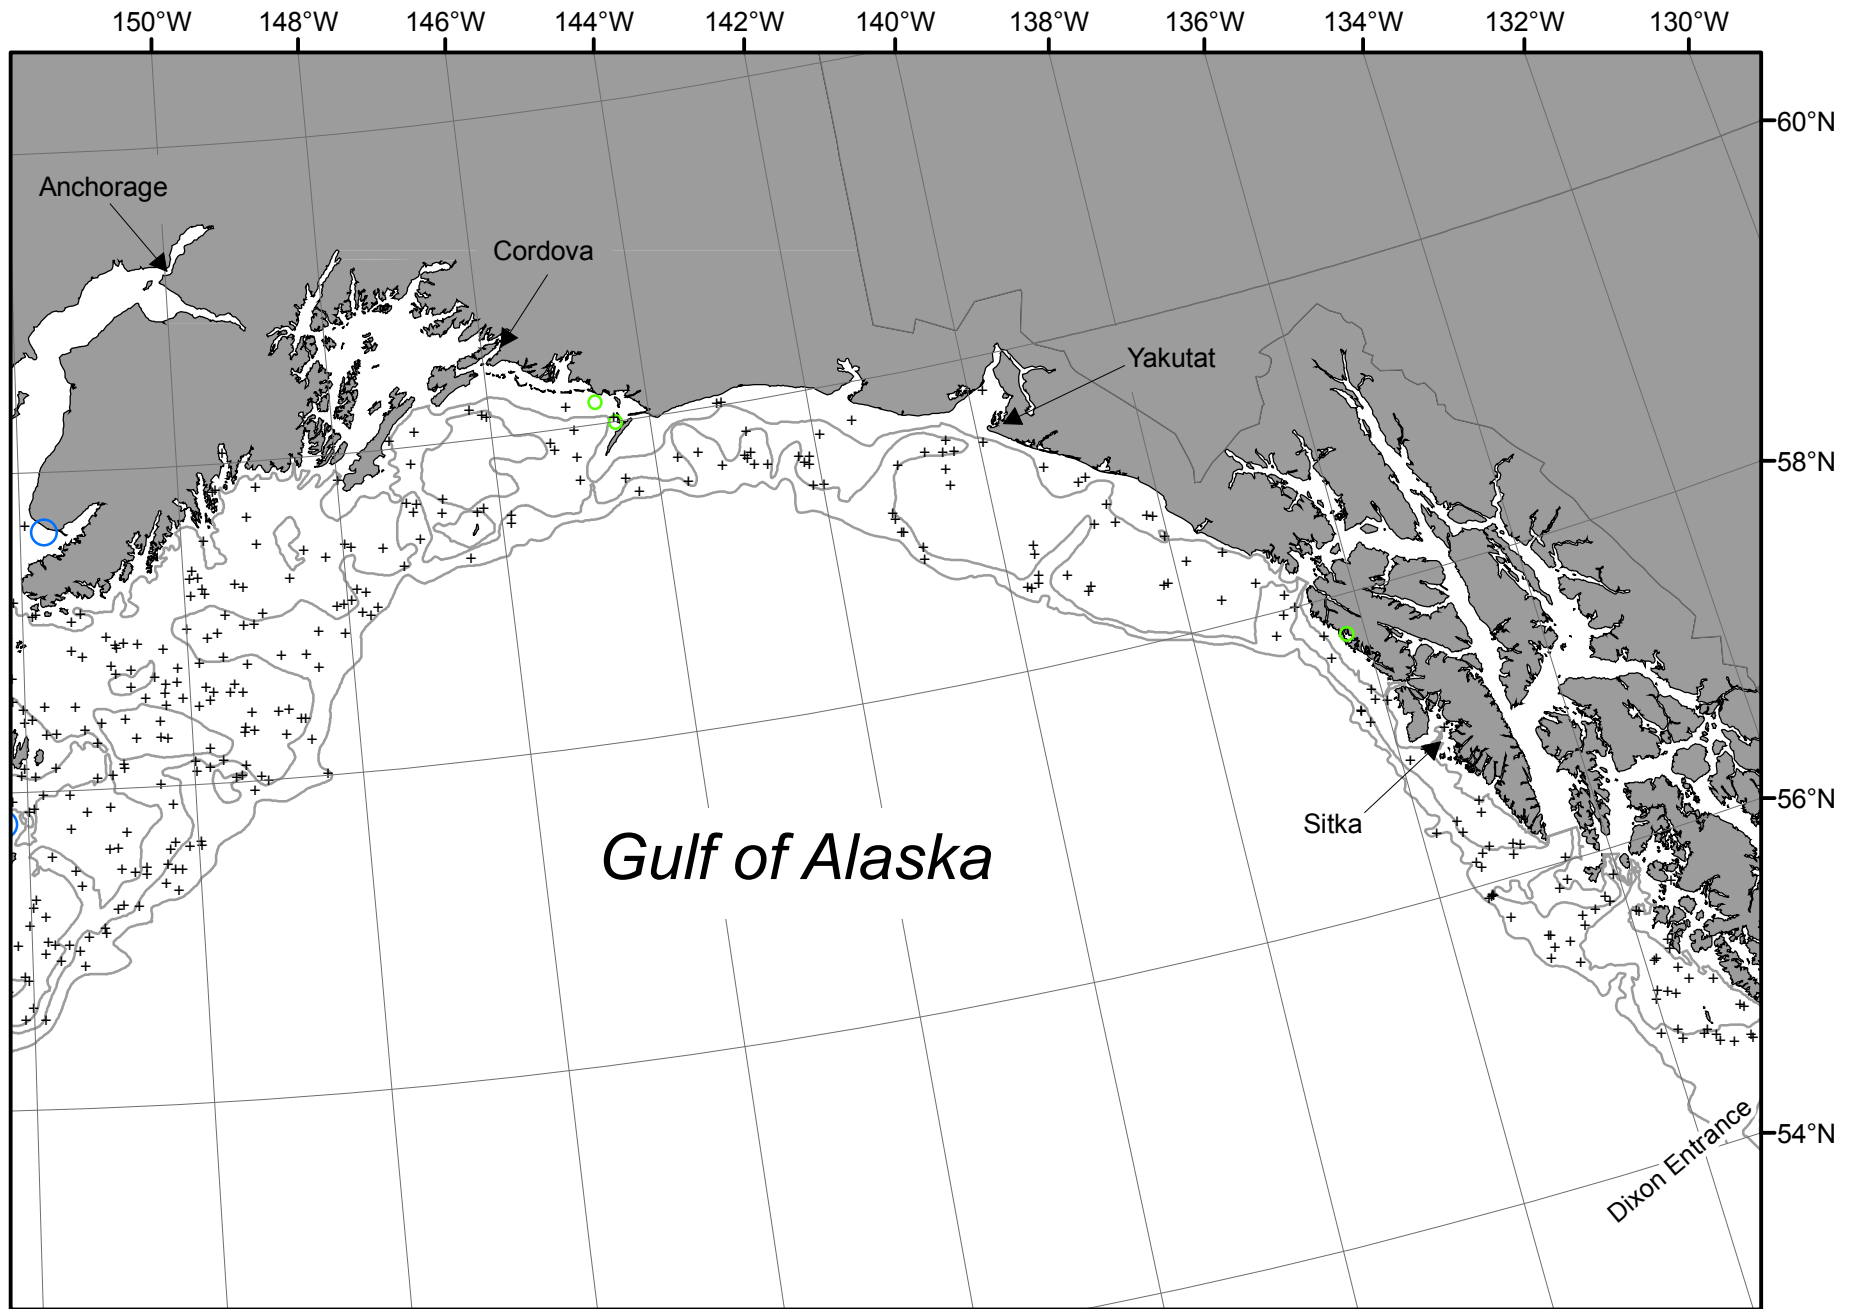 150°W 148°W 146°W 144°W 142°W 140°W 138°W 136°W 134°W 132°W 130°W
60°N
Anchorage
Cordova
Yakutat
58°N
56°N
Sitka
Gulf of Alaska
54°N
Dixon Entrance